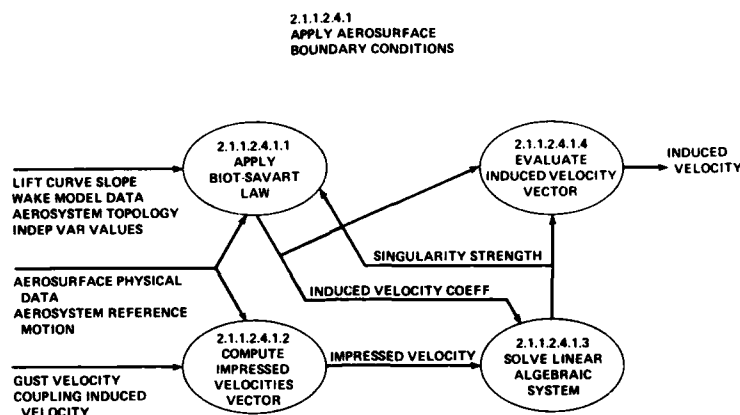 2.1.1.2.4.1
APPLY AEROSURFACE
BOUNDARY CONDITIONS
2.1.1.2.4.1.1
APPLY
BIOT-SAVART
LAW
2.1.1.2.4.1.4
EVALUATE
INDUCED VELOCITY
VECTOR
INDUCED
VELOCITY
LIFT CURVE SLOPE
WAKE MODEL DATA
AEROSYSTEM TOPOLOGY
INDEP VAR VALUES
SINGULARITY STRENGTH
AEROSURFACE PHYSICAL
DATA
AEROSYSTEM REFERENCE
MOTION
INDUCED VELOCITY COEFF
2.1.1.2.4.1.2
COMPUTE
IMPRESSED
VELOCITIES
VECTOR
IMPRESSED VELOCITY
2.1.1.2.4.1.3
SOLVE LINEAR
ALGEBRAIC
SYSTEM
GUST VELOCITY
COUPLING INDUCED
VELOCITY